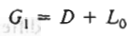 G₁ = D + L₀